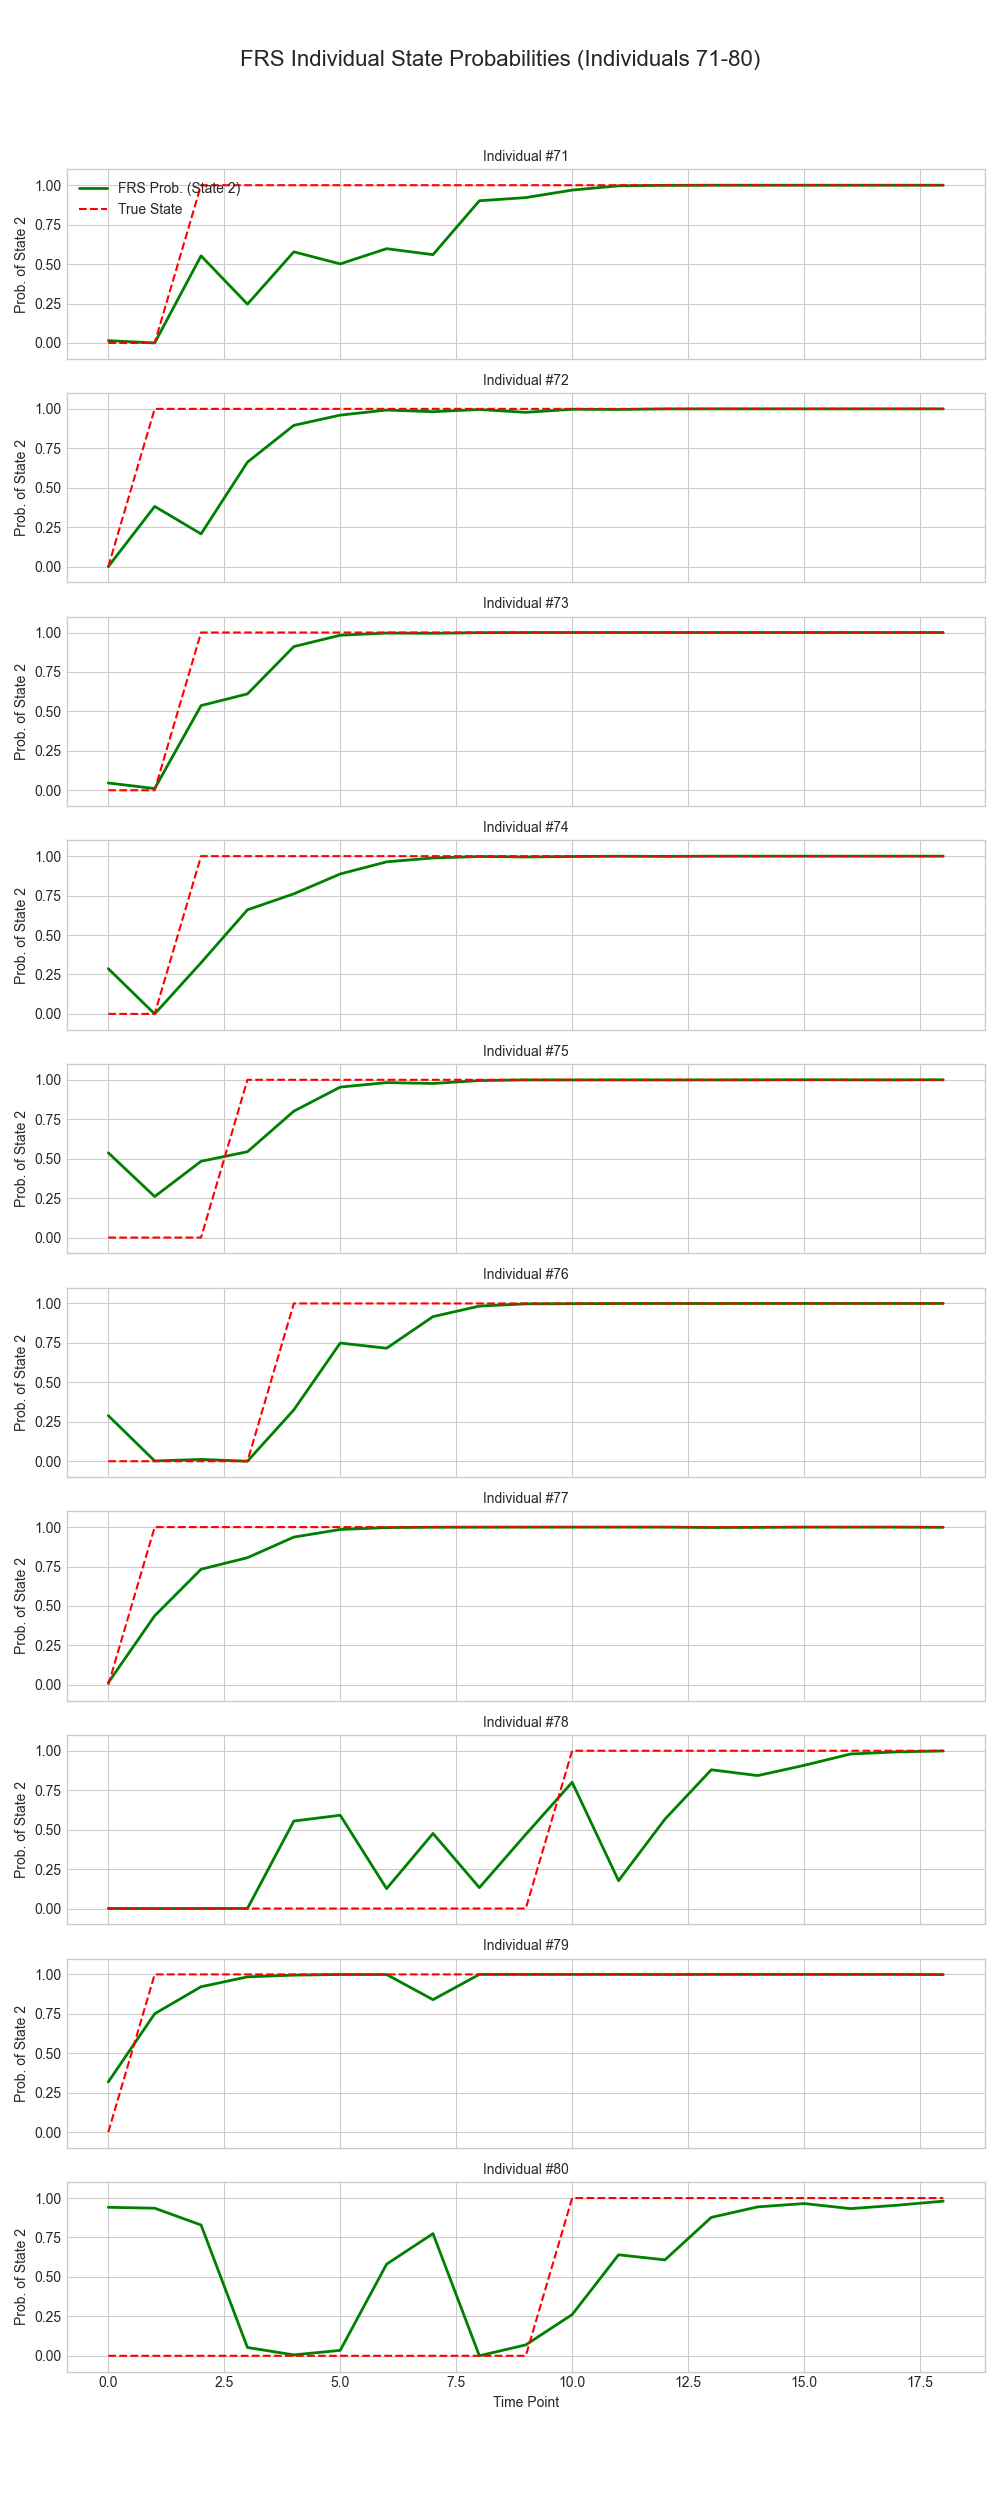 FRS Individual State Probabilities (Individuals 71-80)
Individual #71
FRS Prob. (State 2)
True State
Prob. of State 2
1.00
0.75
0.50
0.25
0.00
Individual #72
Prob. of State 2
1.00
0.75
0.50
0.25
0.00
Individual #73
Prob. of State 2
1.00
0.75
0.50
0.25
0.00
Individual #74
Prob. of State 2
1.00
0.75
0.50
0.25
0.00
Individual #75
Prob. of State 2
1.00
0.75
0.50
0.25
0.00
Individual #76
Prob. of State 2
1.00
0.75
0.50
0.25
0.00
Individual #77
Prob. of State 2
1.00
0.75
0.50
0.25
0.00
Individual #78
Prob. of State 2
1.00
0.75
0.50
0.25
0.00
Individual #79
Prob. of State 2
1.00
0.75
0.50
0.25
0.00
Individual #80
Prob. of State 2
1.00
0.75
0.50
0.25
0.00
0.0 2.5 5.0 7.5 10.0 12.5 15.0 17.5
Time Point